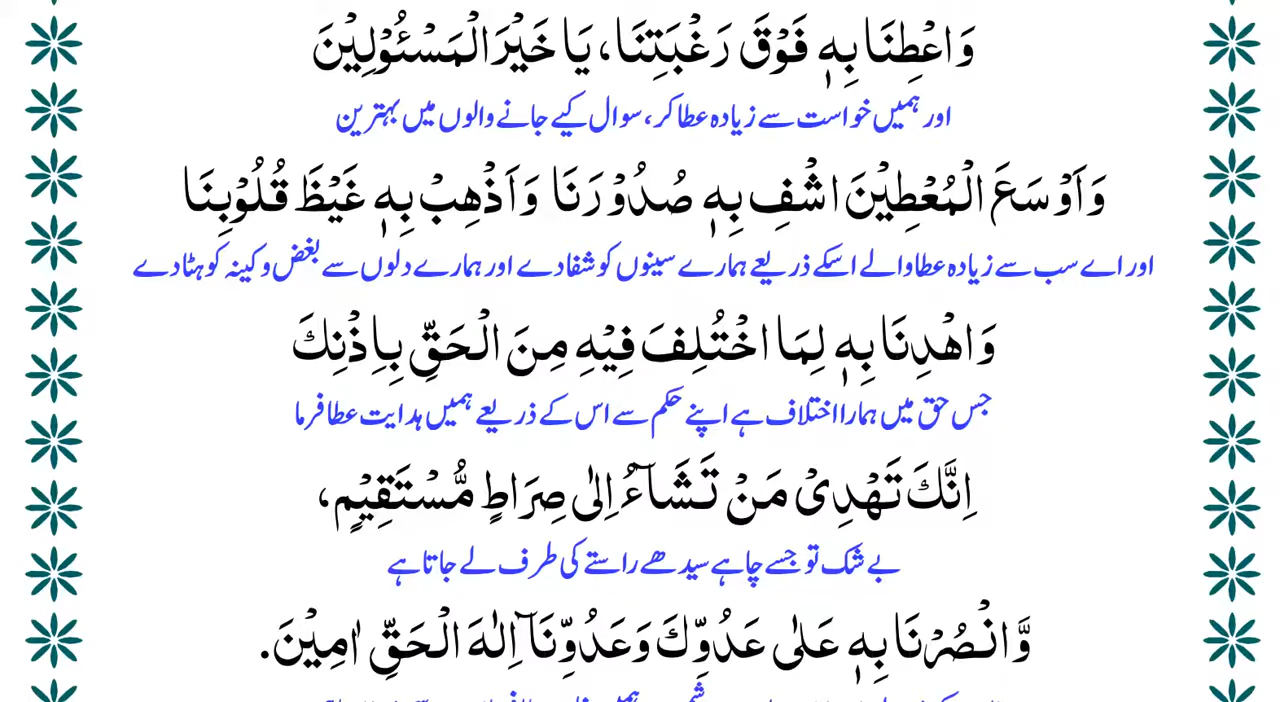 وَاعْطِنَا بِهٖ فَوْقَ رَغْبَتِنَا، يَا خَيْرَ الْمَسْئُوْلِيْنَ
اور ہمیں خواست سے زیادہ عطا کر، سوال کیے جانے والوں میں بہترین
وَاَوْسَعَ الْمُعْطِيْنَ اشْفِ بِهٖ صُدُوْرَنَا وَاَذْهِبْ بِهٖ غَيْظَ قُلُوْبِنَا
اور اے سب سے زیادہ عطا والے اسکے ذریعے ہمارے سینوں کو شفا دے اور ہمارے دلوں سے بغض و کینہ کو ہٹا دے
وَاهْدِنَا بِهٖ لِمَا اخْتُلِفَ فِيْهِ مِنَ الْحَقِّ بِاِذْنِكَ
جس حق میں ہمارا اختلاف ہے اپنے حکم سے اس کے ذریعے ہمیں ہدایت عطا فرما
اِنَّكَ تَهْدِىْ مَنْ تَشَآءُ اِلٰى صِرَاطٍ مُّسْتَقِيْمٍ،
بے شک تو جسے چاہے سیدھے راستے کی طرف لے جاتا ہے
وَّانْصُرْنَا بِهٖ عَلٰى عَدُوِّكَ وَعَدُوِّنَآ اِلٰهَ الْحَقِّ اٰمِيْنَ.